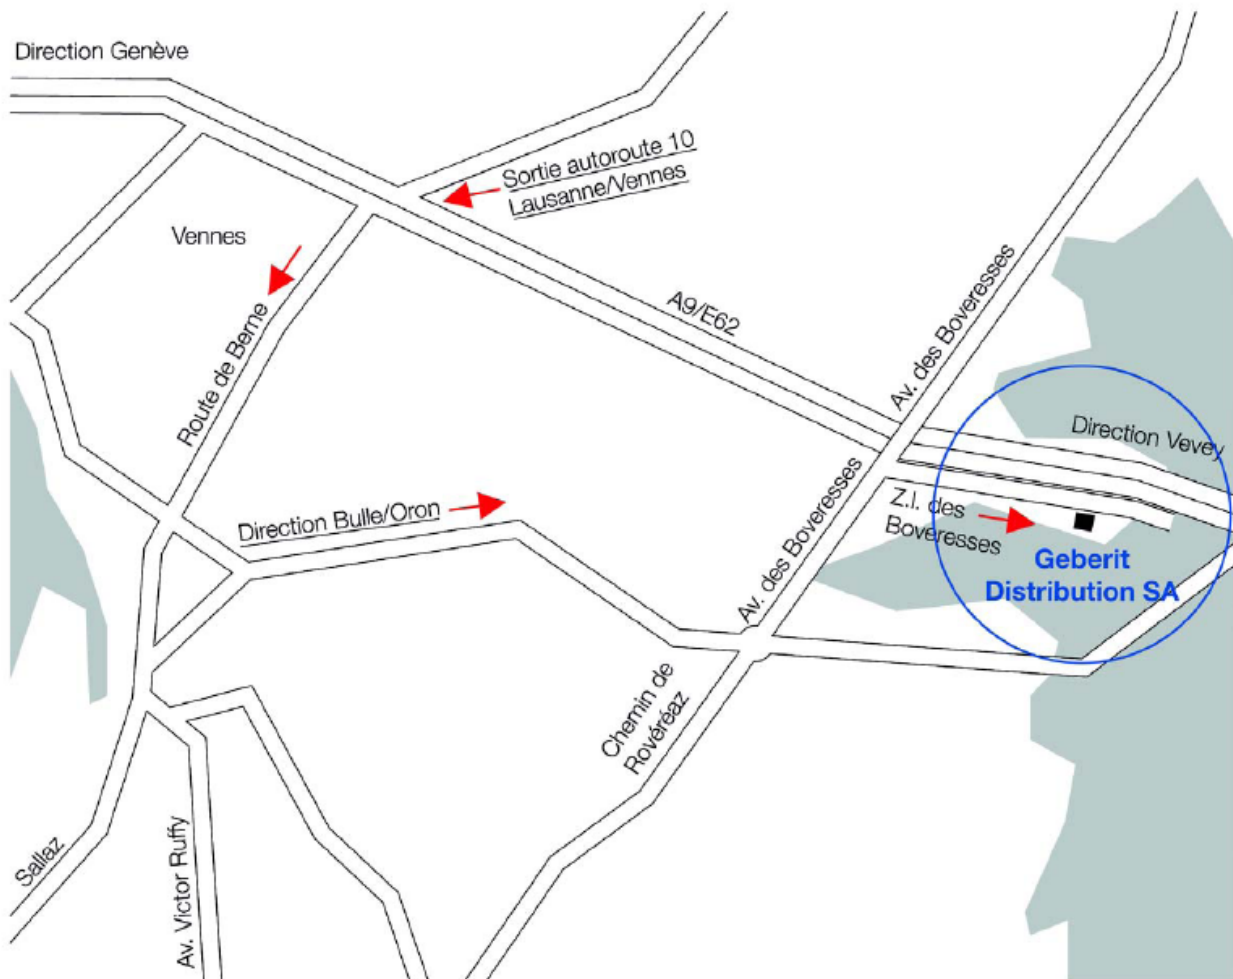 Direction Genève
Sortie autoroute 10
Lausanne/Vennes
Vennes
A9/E62
Av. des Boveresses
Route de Berne
Direction Vevey
Direction Bulle/Oron
Av. des Boveresses
Z.I. des
Boveresses
Geberit
Distribution SA
Chemin de
Rovéréaz
Sallaz
Av. Victor Ruffy